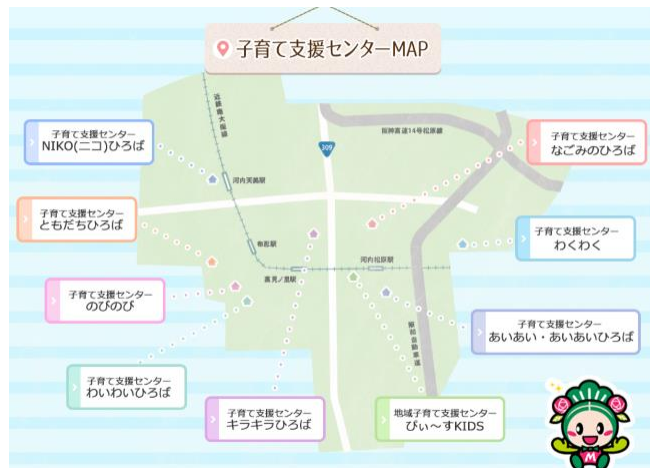 子育て支援センターMAP
近鉄南大阪線
阪神高速14号松原線
309
子育て支援センター
NIKO(ニコ)ひろば
子育て支援センター
なごみのひろば
河内天美駅
子育て支援センター
ともだちひろば
子育て支援センター
わくわく
布忍駅
河内松原駅
高見ノ里駅
子育て支援センター
のびのび
阪和自動車道
子育て支援センター
あいあい・あいあいひろば
子育て支援センター
わいわいひろば
子育て支援センター
キラキラひろば
地域子育て支援センター
ぴぃ～すKIDS
M